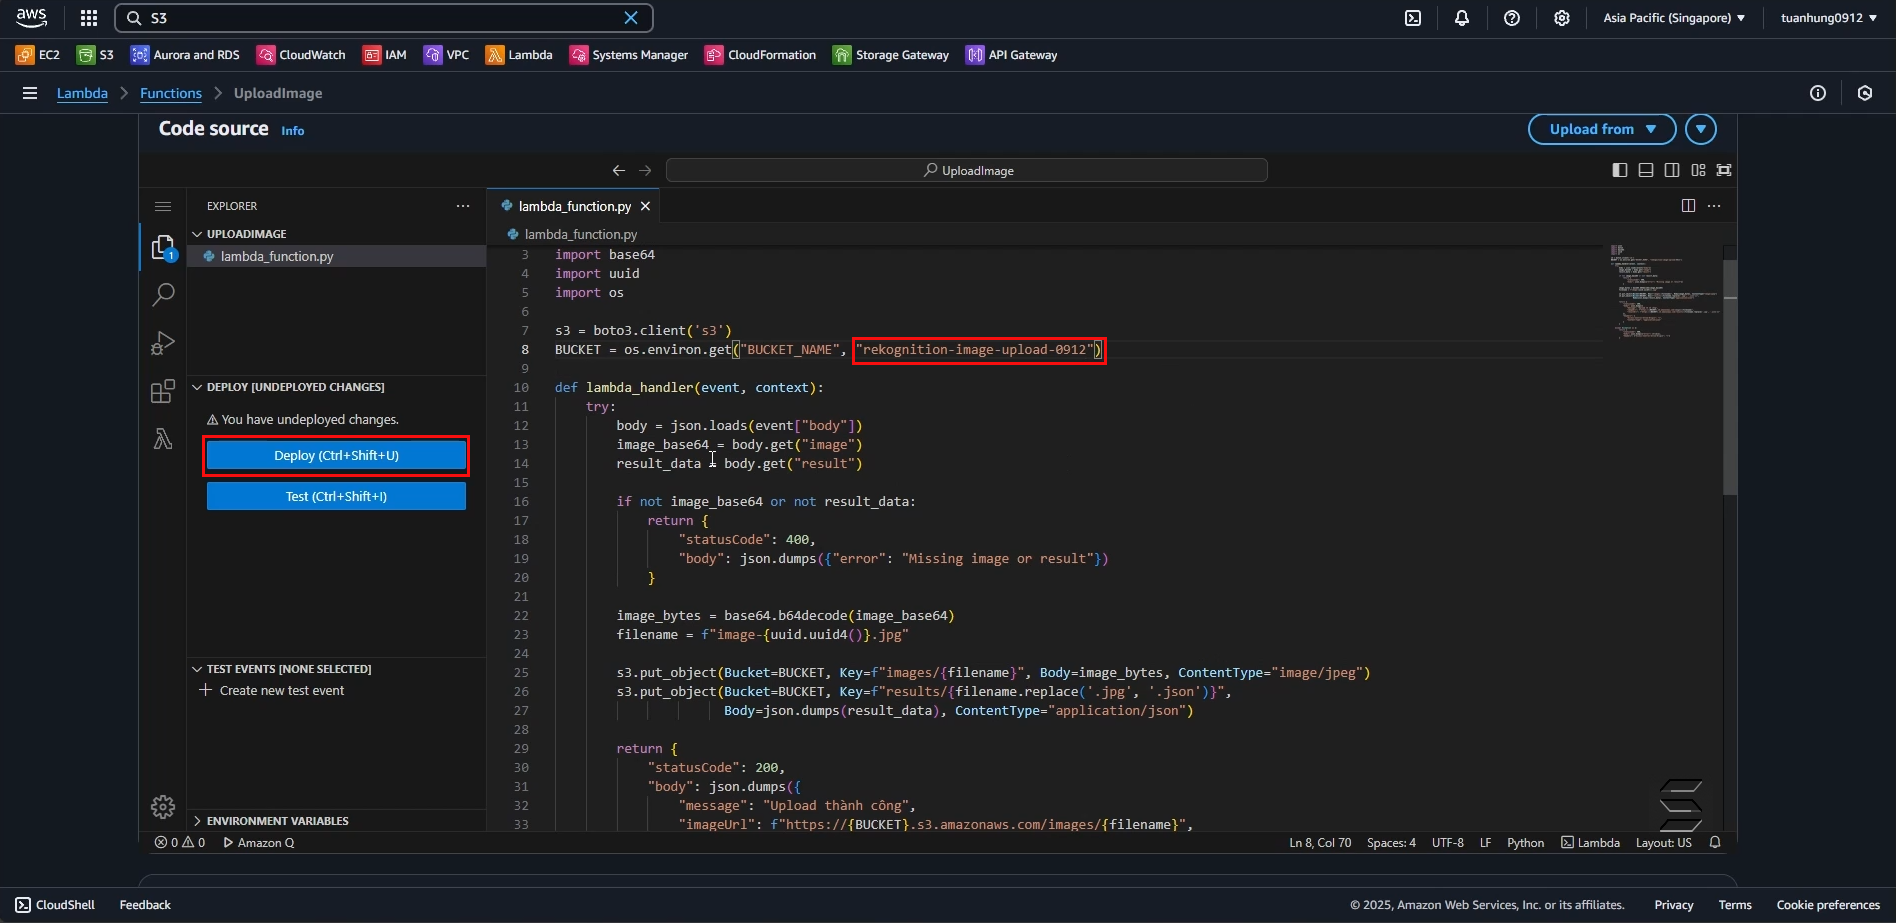 aws
S3
Asia Pacific (Singapore)
tuanhung0912
EC2
S3
Aurora and RDS
CloudWatch
IAM
VPC
Lambda
Systems Manager
CloudFormation
Storage Gateway
API Gateway
Lambda
Functions
UploadImage
Code source
Info
Upload from
UploadImage
EXPLORER
UPLOADIMAGE
lambda_function.py
1
DEPLOY [UNDEPLOYED CHANGES]
You have undeployed changes.
Deploy (Ctrl+Shift+U)
Test (Ctrl+Shift+I)
TEST EVENTS [NONE SELECTED]
Create new test event
ENVIRONMENT VARIABLES
lambda_function.py
lambda_function.py
3 import base64
4 import uuid
5 import os
6
7 s3 = boto3.client('s3')
8 BUCKET = os.environ.get("BUCKET_NAME", "rekognition-image-upload-0912")
9
10 def lambda_handler(event, context):
11 try:
12 body = json.loads(event["body"])
13 image_base64 = body.get("image")
14 result_data = body.get("result")
15
16 if not image_base64 or not result_data:
17 return {
18 "statusCode": 400,
19 "body": json.dumps({"error": "Missing image or result"})
20 }
21
22 image_bytes = base64.b64decode(image_base64)
23 filename = f"image-{uuid.uuid4()}.jpg"
24
25 s3.put_object(Bucket=BUCKET, Key=f"images/{filename}", Body=image_bytes, ContentType="image/jpeg")
26 s3.put_object(Bucket=BUCKET, Key=f"results/{filename.replace('.jpg', '.json')}",
27 Body=json.dumps(result_data), ContentType="application/json")
28
29 return {
30 "statusCode": 200,
31 "body": json.dumps({
32 "message": "Upload thành công",
33 "imageUrl": f"https://{BUCKET}.s3.amazonaws.com/images/{filename}",
0 0
Amazon Q
Ln 8, Col 70
Spaces: 4
UTF-8
LF
Python
Lambda
Layout: US
CloudShell
Feedback
© 2025, Amazon Web Services, Inc. or its affiliates.
Privacy
Terms
Cookie preferences